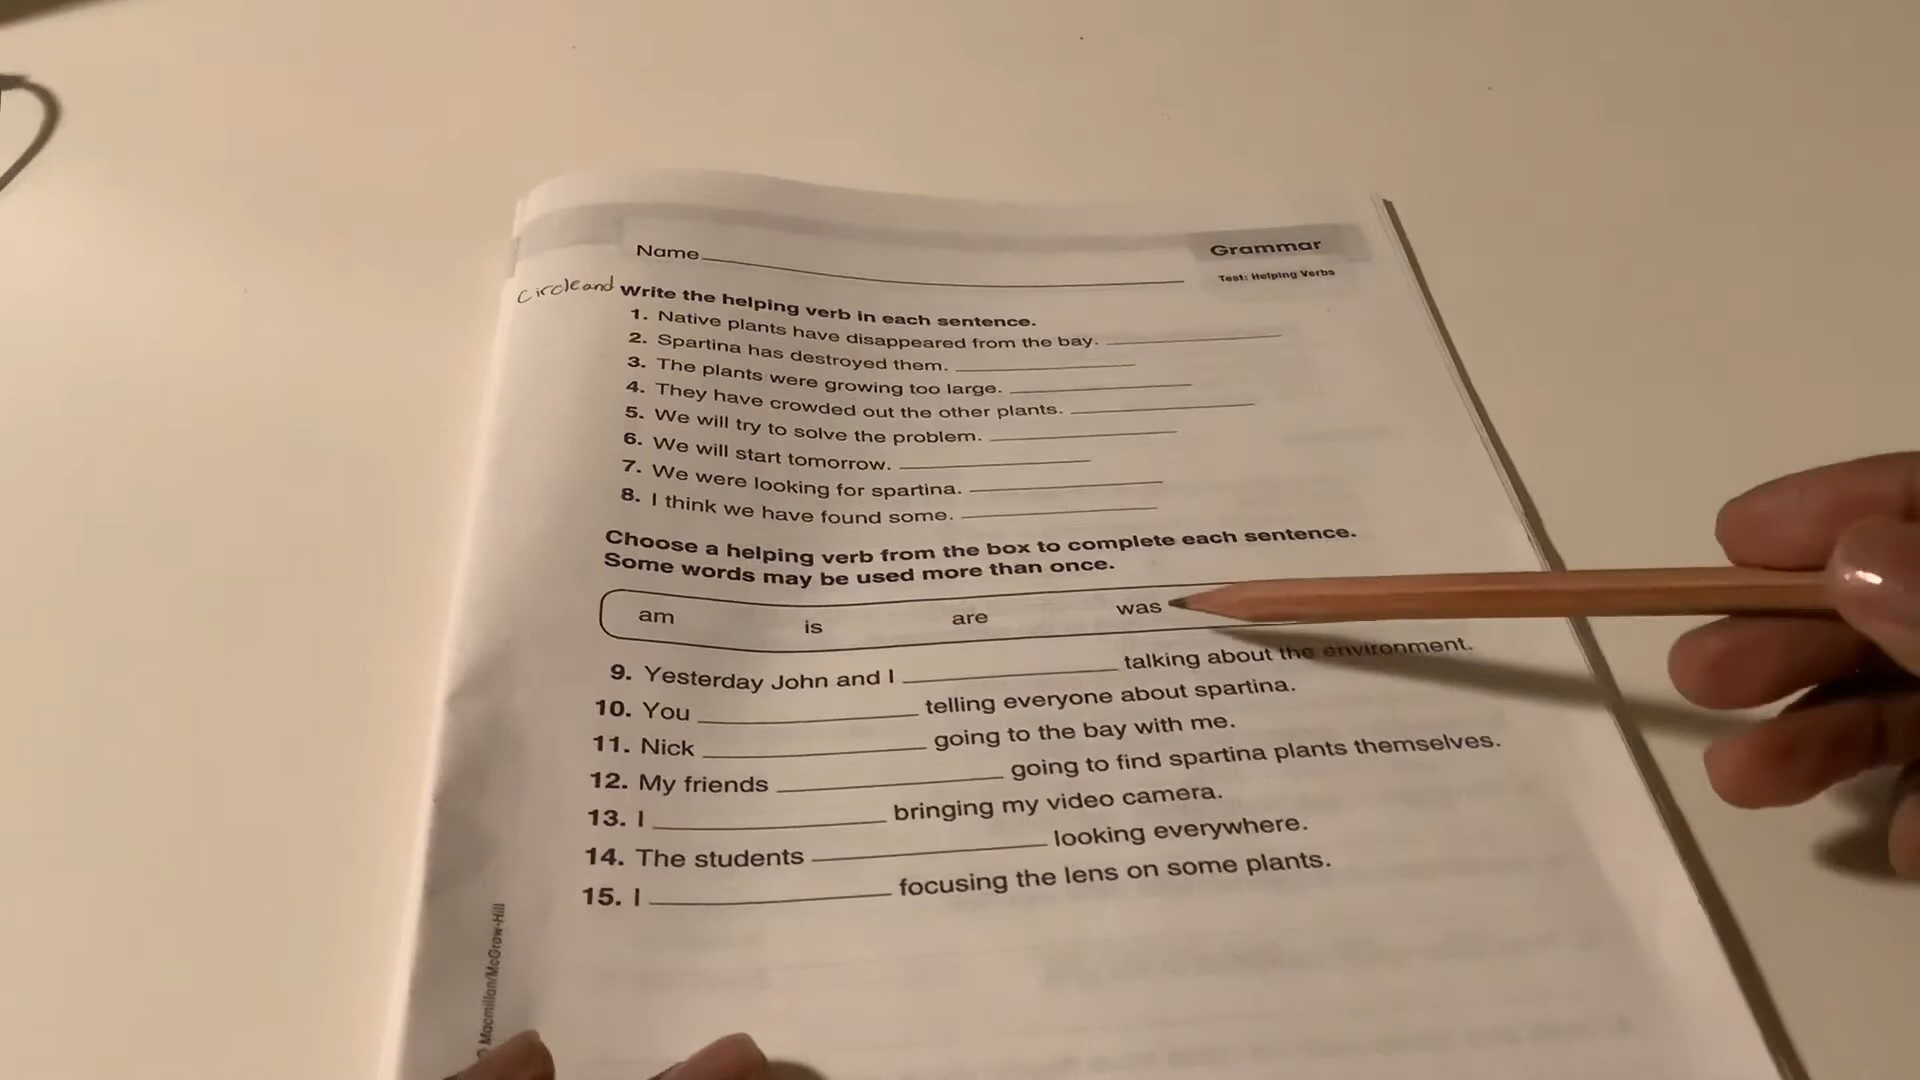 Name
Grammar
Test: Helping Verbs
Circle and Write the helping verb in each sentence.
1. Native plants have disappeared from the bay.
2. Spartina has destroyed them.
3. The plants were growing too large.
4. They have crowded out the other plants.
5. We will try to solve the problem.
6. We will start tomorrow.
7. We were looking for spartina.
8. I think we have found some.
Choose a helping verb from the box to complete each sentence.
Some words may be used more than once.
am is are was
9. Yesterday John and I talking about the environment.
10. You telling everyone about spartina.
11. Nick going to the bay with me.
12. My friends going to find spartina plants themselves.
13. I bringing my video camera.
14. The students looking everywhere.
15. I focusing the lens on some plants.
© Macmillan/McGraw-Hill